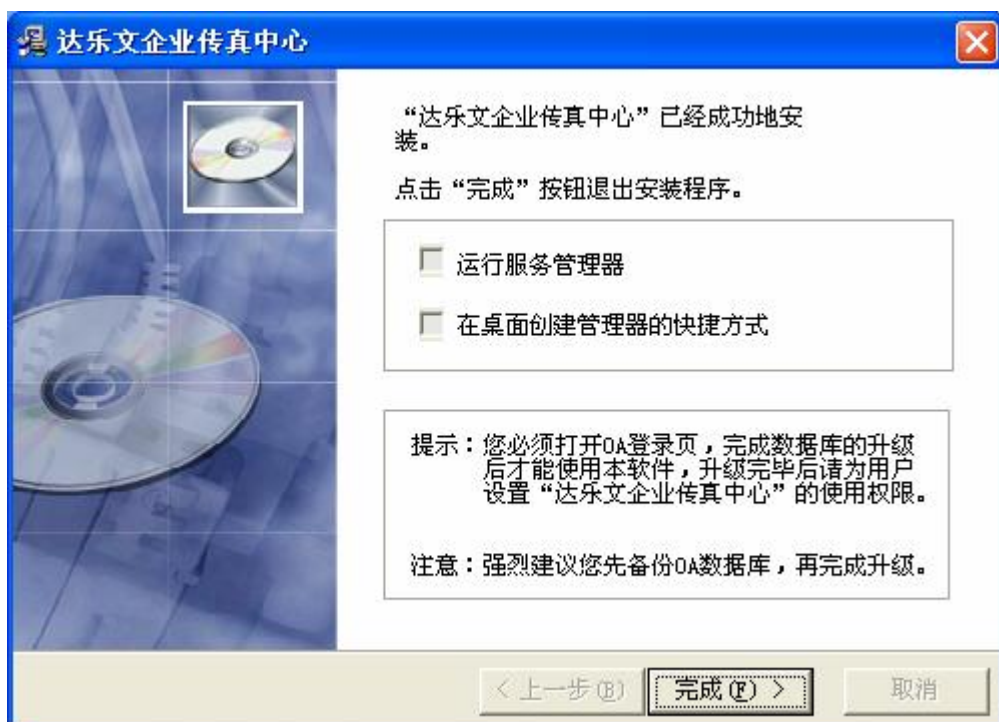 达乐文企业传真中心
“达乐文企业传真中心”已经成功地安
装。
点击“完成”按钮退出安装程序。
运行服务管理器
在桌面创建管理器的快捷方式
提示：您必须打开OA登录页，完成数据库的升级
后才能使用本软件，升级完毕后请为用户
设置“达乐文企业传真中心”的使用权限。
注意：强烈建议您先备份OA数据库，再完成升级。
< 上一步(B)
完成(F) >
取消